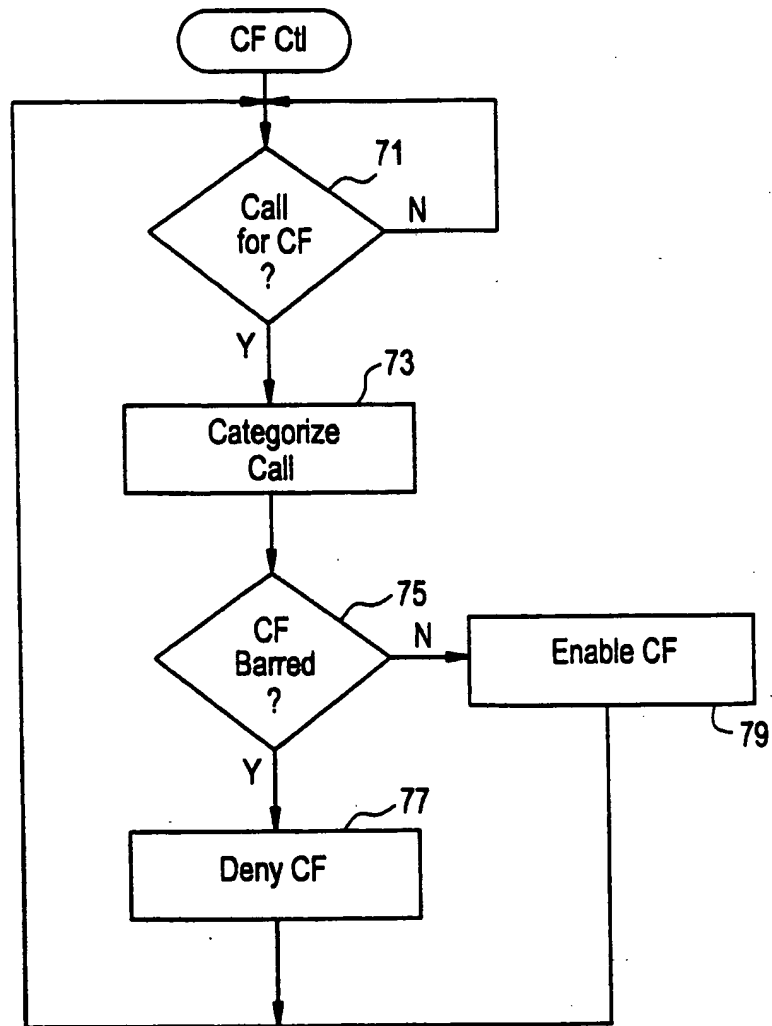 CF Ctl
71
Call
for CF
?
N
Y
73
Categorize
Call
75
CF
Barred
?
N
Enable CF
79
Y
77
Deny CF